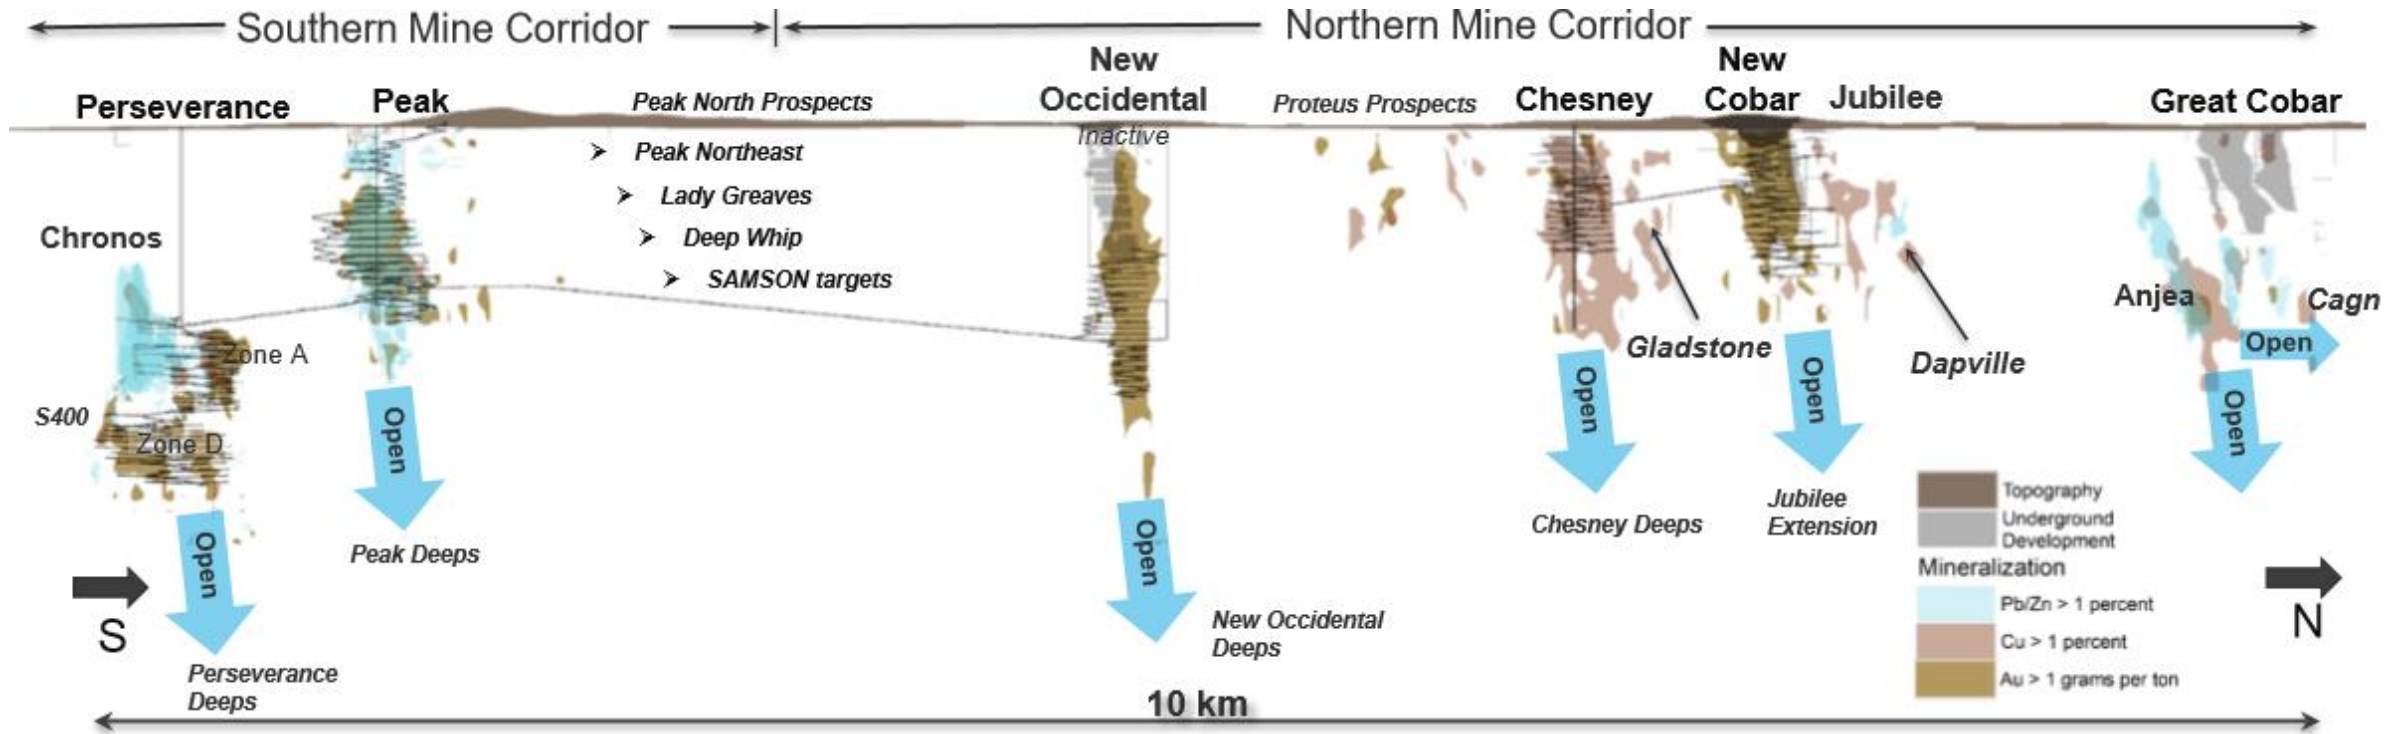 Southern Mine Corridor
Northern Mine Corridor
Perseverance
Peak
Peak North Prospects
New
Occidental
Inactive
Proteus Prospects
Chesney
New
Cobar
Jubilee
Great Cobar
➢ Peak Northeast
➢ Lady Greaves
➢ Deep Whip
➢ SAMSON targets
Chronos
Zone A
S400
Zone D
Gladstone
Dapville
Anjea
Cagn
Open
Open
Open
Open
Open
Open
Open
Perseverance
Deeps
Peak Deeps
New Occidental
Deeps
Chesney Deeps
Jubilee
Extension
Topography
Underground
Development
Mineralization
Pb/Zn > 1 percent
Cu > 1 percent
Au > 1 grams per ton
S
N
10 km